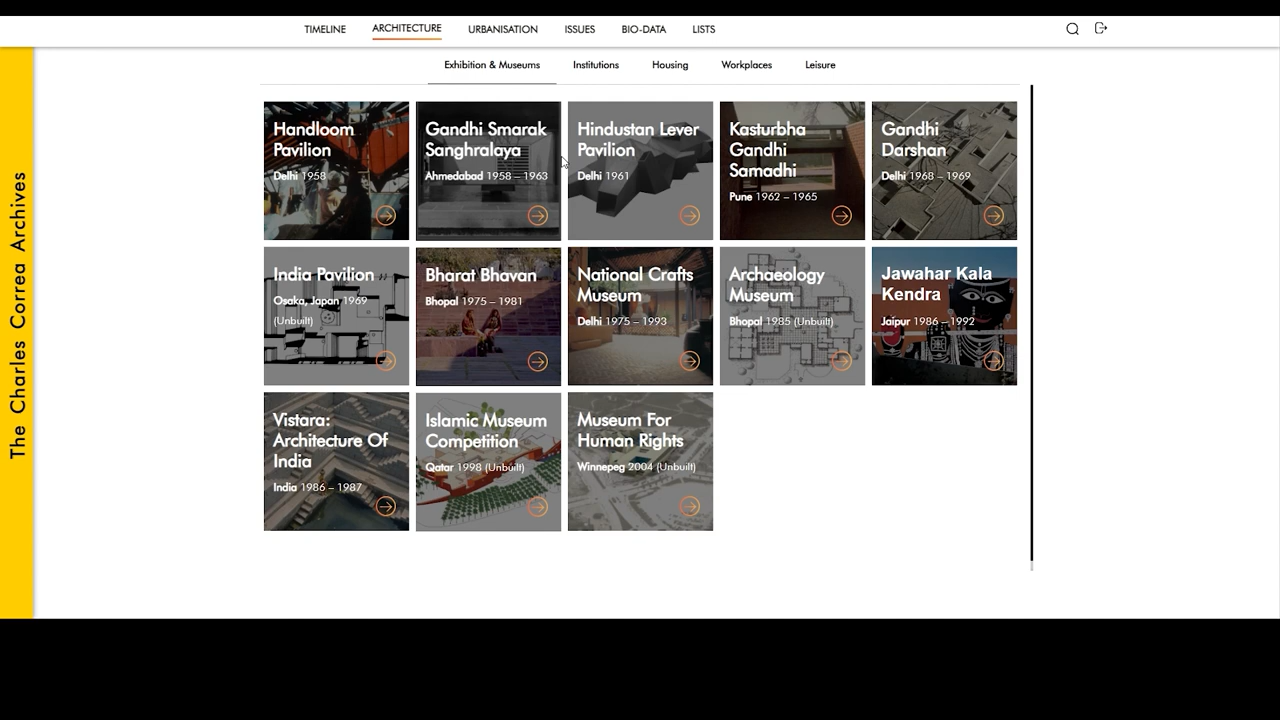 TIMELINE ARCHITECTURE URBANISATION ISSUES BIO-DATA LISTS
Exhibition & Museums Institutions Housing Workplaces Leisure
The Charles Correa Archives
Handloom
Pavilion
Delhi 1958
Gandhi Smarak
Sanghralaya
Ahmedabad 1958 – 1963
Hindustan Lever
Pavilion
Delhi 1961
Kasturbha
Gandhi
Samadhi
Pune 1962 – 1965
Gandhi
Darshan
Delhi 1968 – 1969
India Pavilion
Osaka, Japan 1969
(Unbuilt)
Bharat Bhavan
Bhopal 1975 – 1981
National Crafts
Museum
Delhi 1975 – 1993
Archaeology
Museum
Bhopal 1985 (Unbuilt)
Jawahar Kala
Kendra
Jaipur 1986 – 1992
Vistara:
Architecture Of
India
India 1986 – 1987
Islamic Museum
Competition
Qatar 1998 (Unbuilt)
Museum For
Human Rights
Winnepeg 2004 (Unbuilt)